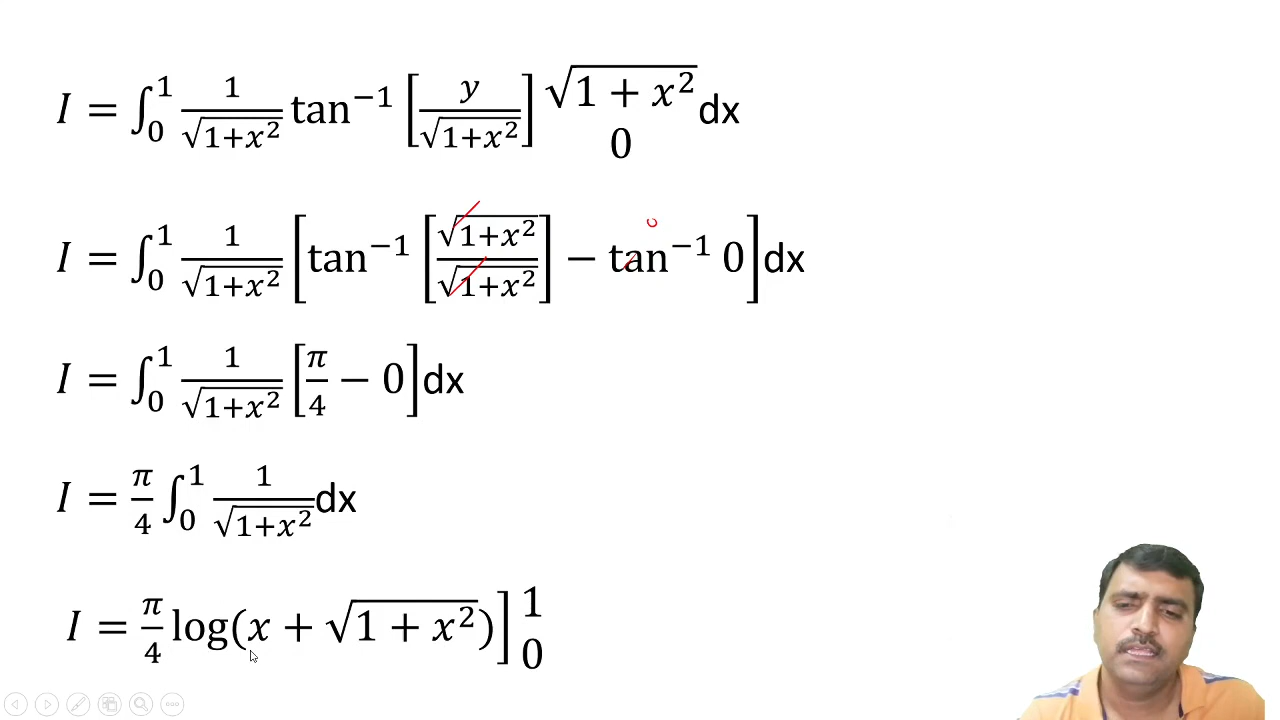 I = ∫₀¹ 1/√(1+x²) tan⁻¹ [y/√(1+x²)] √(1 + x²) 0 dx
I = ∫₀¹ 1/√(1+x²) [tan⁻¹ [√(1+x²)/√(1+x²)] − tan⁻¹ 0] dx
I = ∫₀¹ 1/√(1+x²) [π/4 − 0] dx
I = π/4 ∫₀¹ 1/√(1+x²) dx
I = π/4 log(x + √(1 + x²))] 1 0